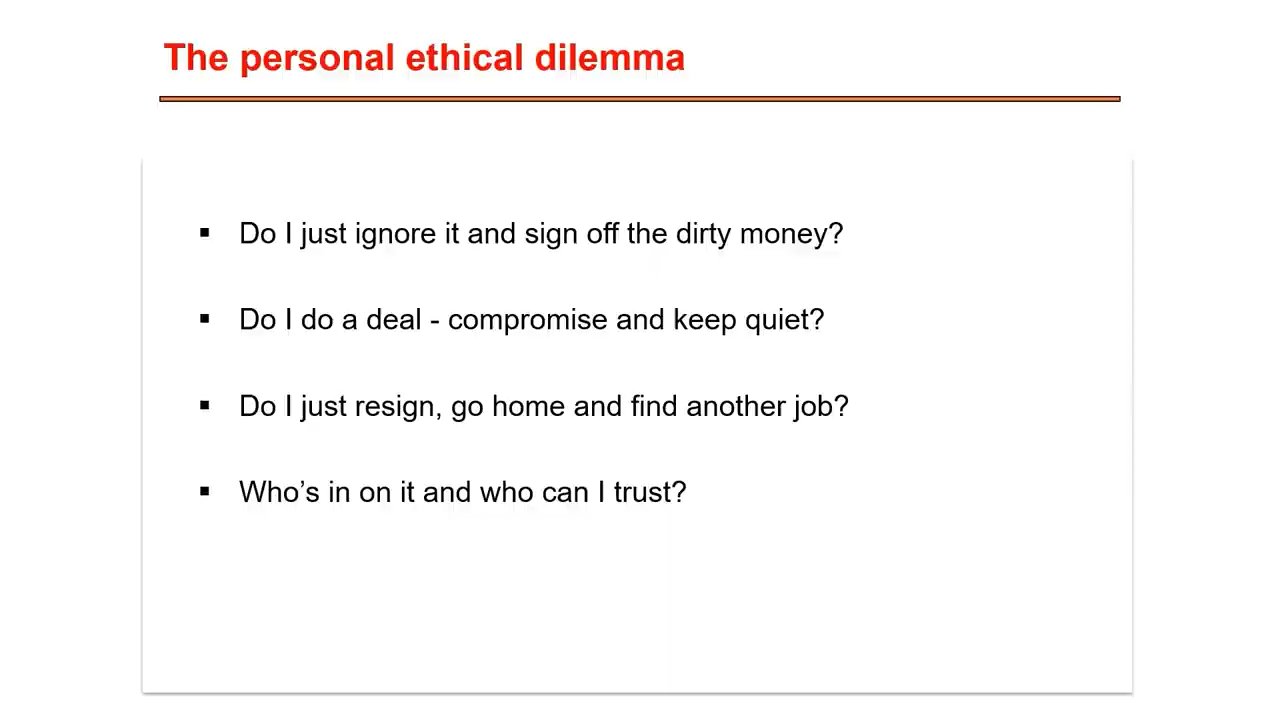 The personal ethical dilemma
▪ Do I just ignore it and sign off the dirty money?
▪ Do I do a deal - compromise and keep quiet?
▪ Do I just resign, go home and find another job?
▪ Who’s in on it and who can I trust?